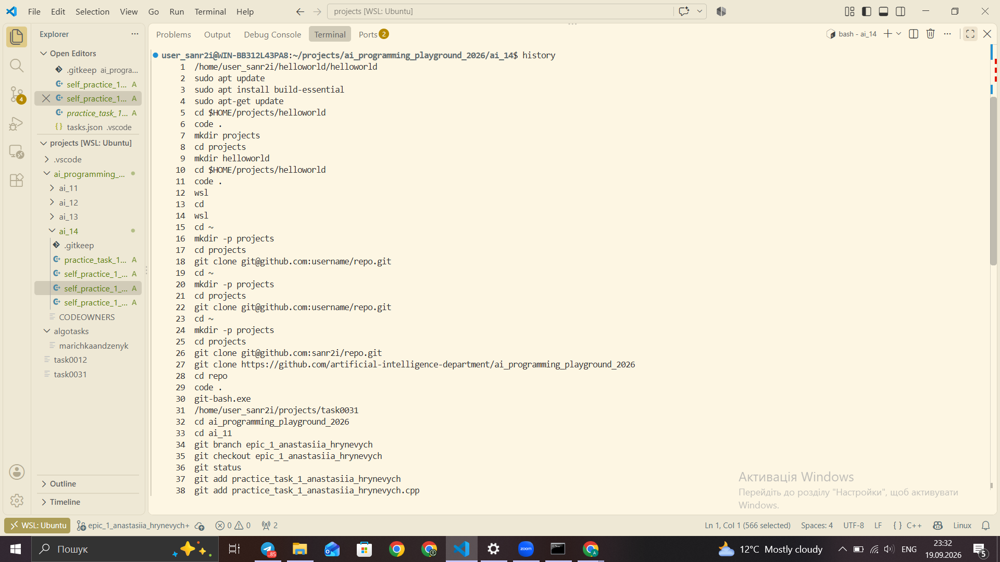 File Edit Selection View Go Run Terminal Help
projects [WSL: Ubuntu]
Explorer
Open Editors
.gitkeep ai_progra...
self_practice_1... A
self_practice_1... A
practice_task_1... A
{} tasks.json .vscode
projects [WSL: Ubuntu]
.vscode
ai_programming_...
ai_11
ai_12
ai_13
ai_14
.gitkeep
practice_task_1... A
self_practice_1_... A
self_practice_1_... A
self_practice_1_... A
CODEOWNERS
algotasks
marichkaandzenyk
task0012
task0031
Outline
Timeline
4
Problems Output Debug Console Terminal Ports 2
bash - ai_14
user_sanr2i@WIN-BB312L43PA8:~/projects/ai_programming_playground_2026/ai_14$ history
1 /home/user_sanr2i/helloworld/helloworld
2 sudo apt update
3 sudo apt install build-essential
4 sudo apt-get update
5 cd $HOME/projects/helloworld
6 code .
7 mkdir projects
8 cd projects
9 mkdir helloworld
10 cd $HOME/projects/helloworld
11 code .
12 wsl
13 cd
14 wsl
15 cd ~
16 mkdir -p projects
17 cd projects
18 git clone git@github.com:username/repo.git
19 cd ~
20 mkdir -p projects
21 cd projects
22 git clone git@github.com:username/repo.git
23 cd ~
24 mkdir -p projects
25 cd projects
26 git clone git@github.com:sanr2i/repo.git
27 git clone https://github.com/artificial-intelligence-department/ai_programming_playground_2026
28 cd repo
29 code .
30 git-bash.exe
31 /home/user_sanr2i/projects/task0031
32 cd ai_programming_playground_2026
33 cd ai_11
34 git branch epic_1_anastasiia_hrynevych
35 git checkout epic_1_anastasiia_hrynevych
36 git status
37 git add practice_task_1_anastasiia_hrynevych
38 git add practice_task_1_anastasiia_hrynevych.cpp
Активація Windows
Перейдіть до розділу "Настройки", щоб активувати
Windows.
WSL: Ubuntu epic_1_anastasiia_hrynevych+ 0 0 2
Ln 1, Col 1 (566 selected) Spaces: 4 UTF-8 LF {} C++ Linux
Пошук
..85
zoom
12°C Mostly cloudy
ENG
23:32
19.09.2026
5